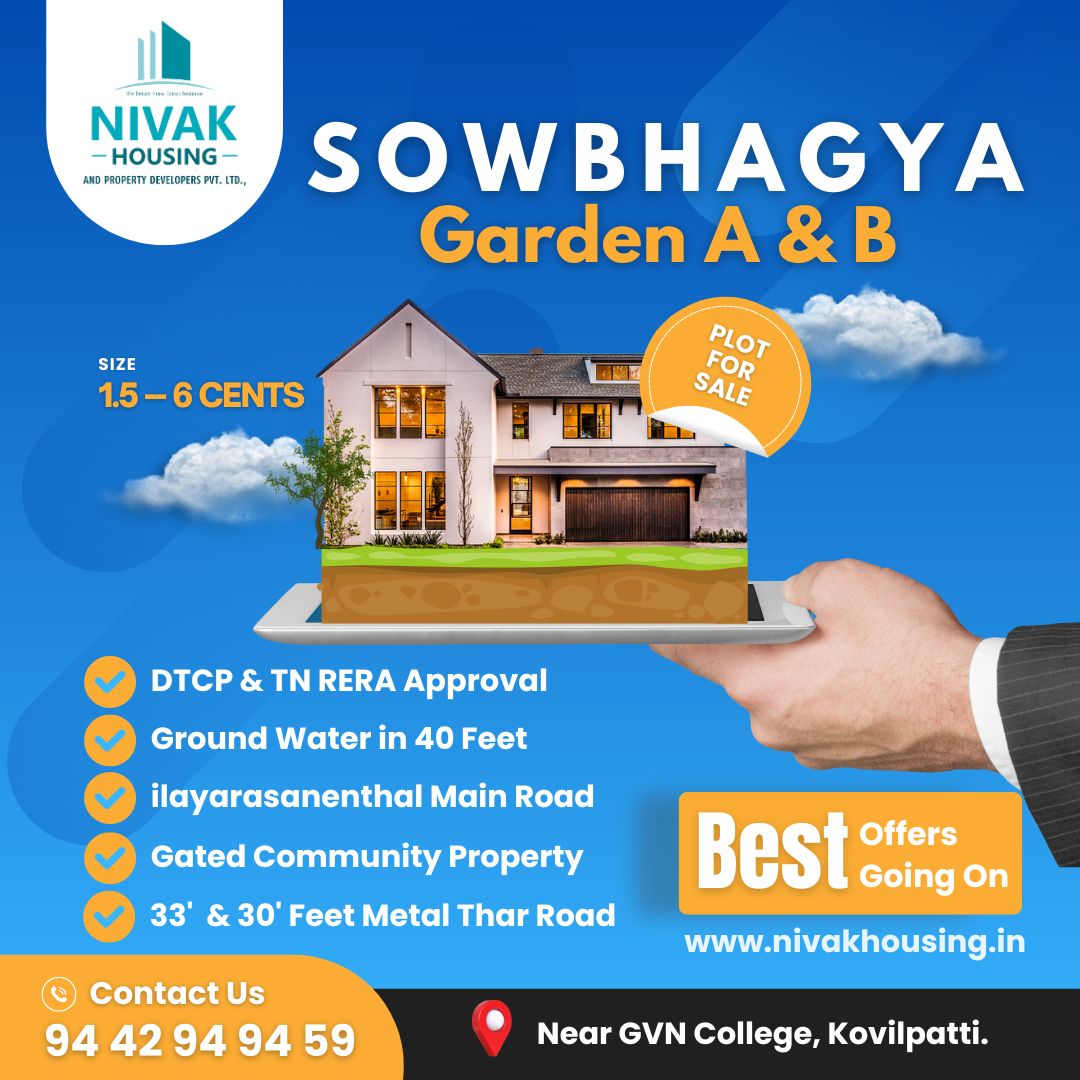 NIVAK
HOUSING
AND PROPERTY DEVELOPERS PVT. LTD.,
SOWBHAGYA
Garden A & B
SIZE
1.5 – 6 CENTS
PLOT
FOR
SALE
DTCP & TN RERA Approval
Ground Water in 40 Feet
ilayarasanenthal Main Road
Gated Community Property
33' & 30' Feet Metal Thar Road
Best Offers
Going On
www.nivakhousing.in
Contact Us
94 42 94 94 59
Near GVN College, Kovilpatti.